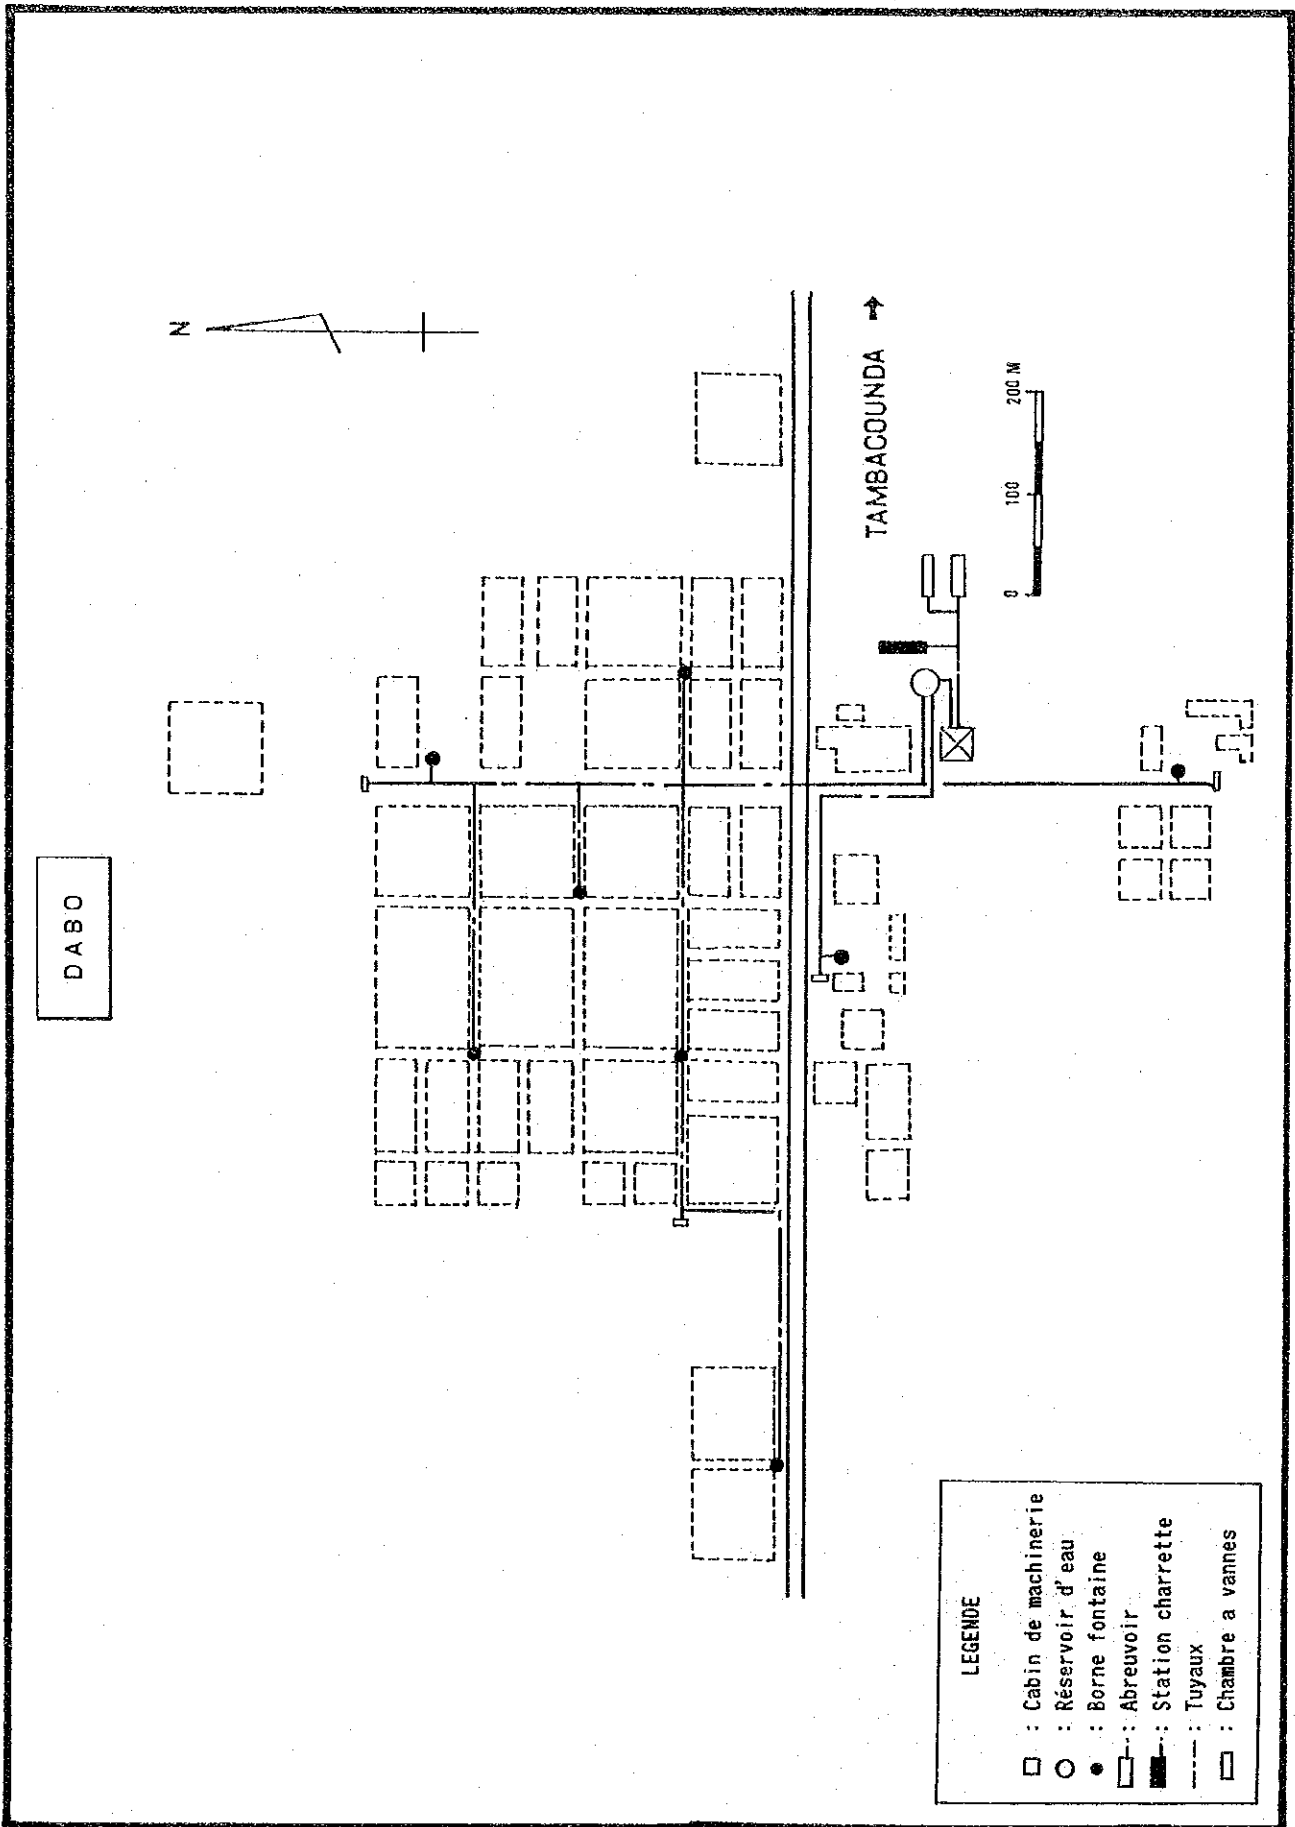 DABO
N
TAMBACOUNDA →
0 100 200 M
LEGENDE
□ : Cabin de machinerie
○ : Réservoir d'eau
● : Borne fontaine
: Abreuvoir
: Station charrette
: Tuyaux
: Chambre a vannes